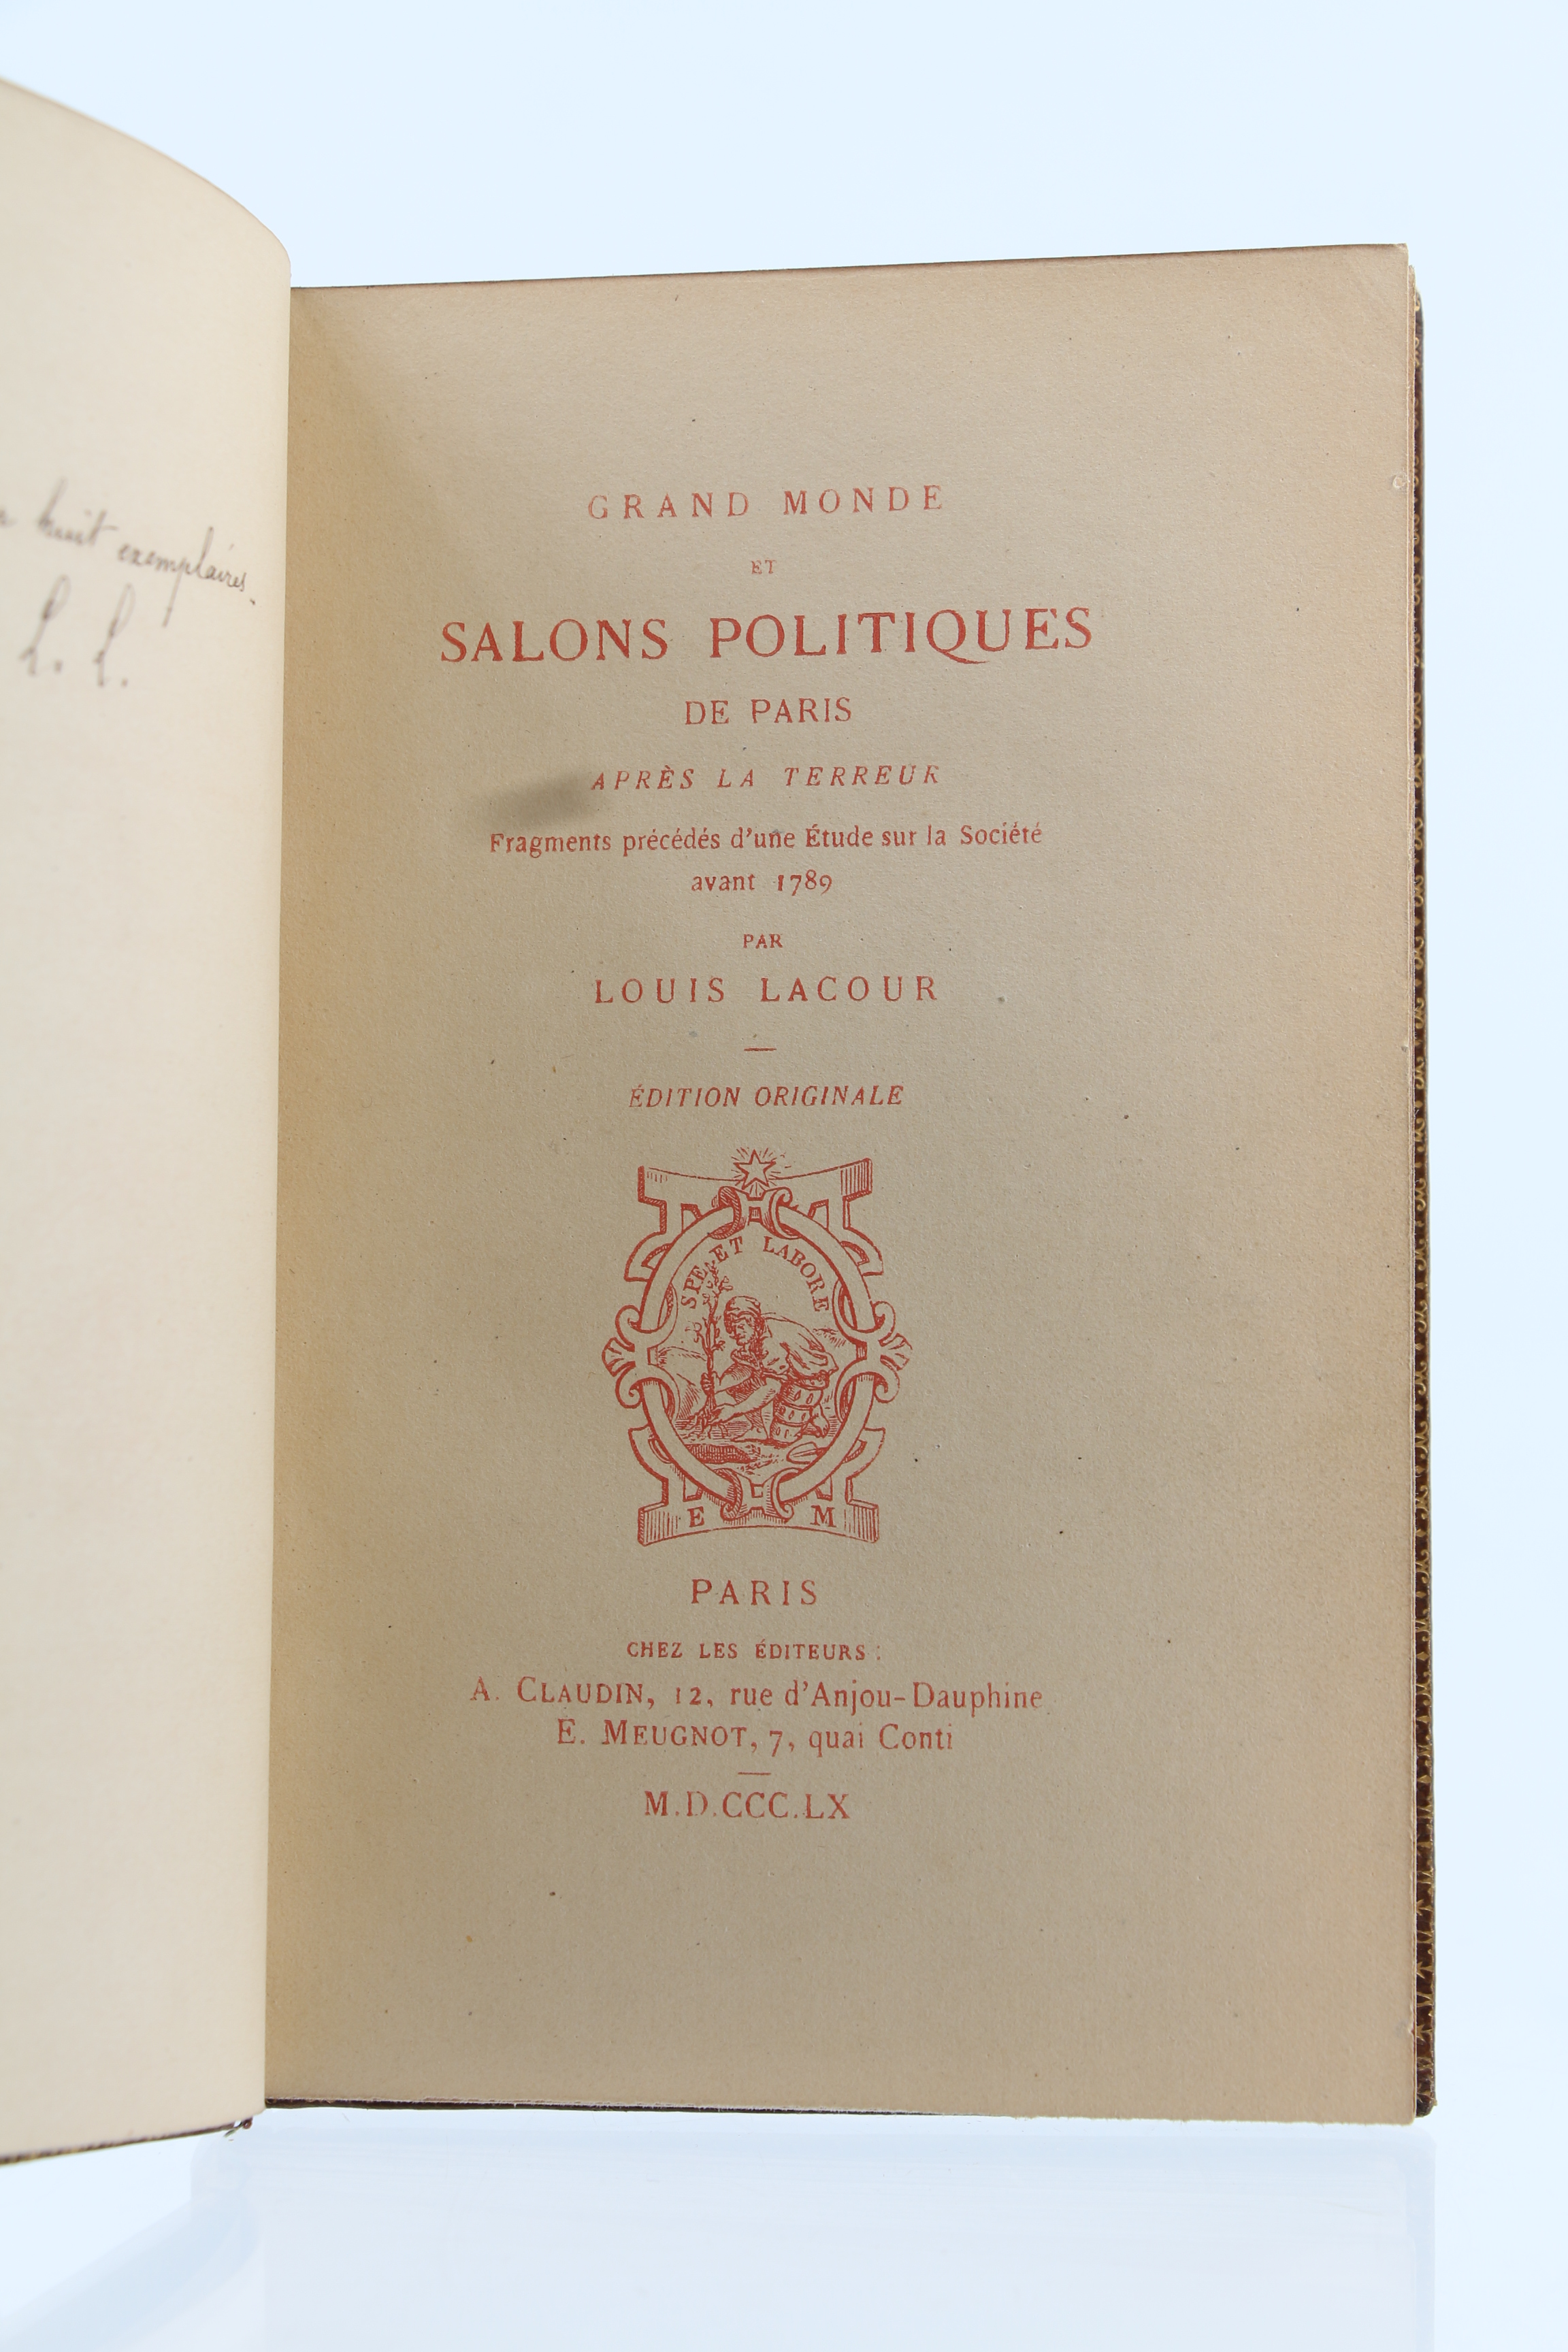 huit exemplaires.
L. L.
GRAND MONDE
ET
SALONS POLITIQUES
DE PARIS
APRÈS LA TERREUR
Fragments précédés d'une Étude sur la Société
avant 1789
PAR
LOUIS LACOUR
ÉDITION ORIGINALE
SPE ET LABORE
E M
PARIS
CHEZ LES ÉDITEURS :
A. CLAUDIN, 12, rue d'Anjou-Dauphine
E. MEUGNOT, 7, quai Conti
M.D.CCC.LX